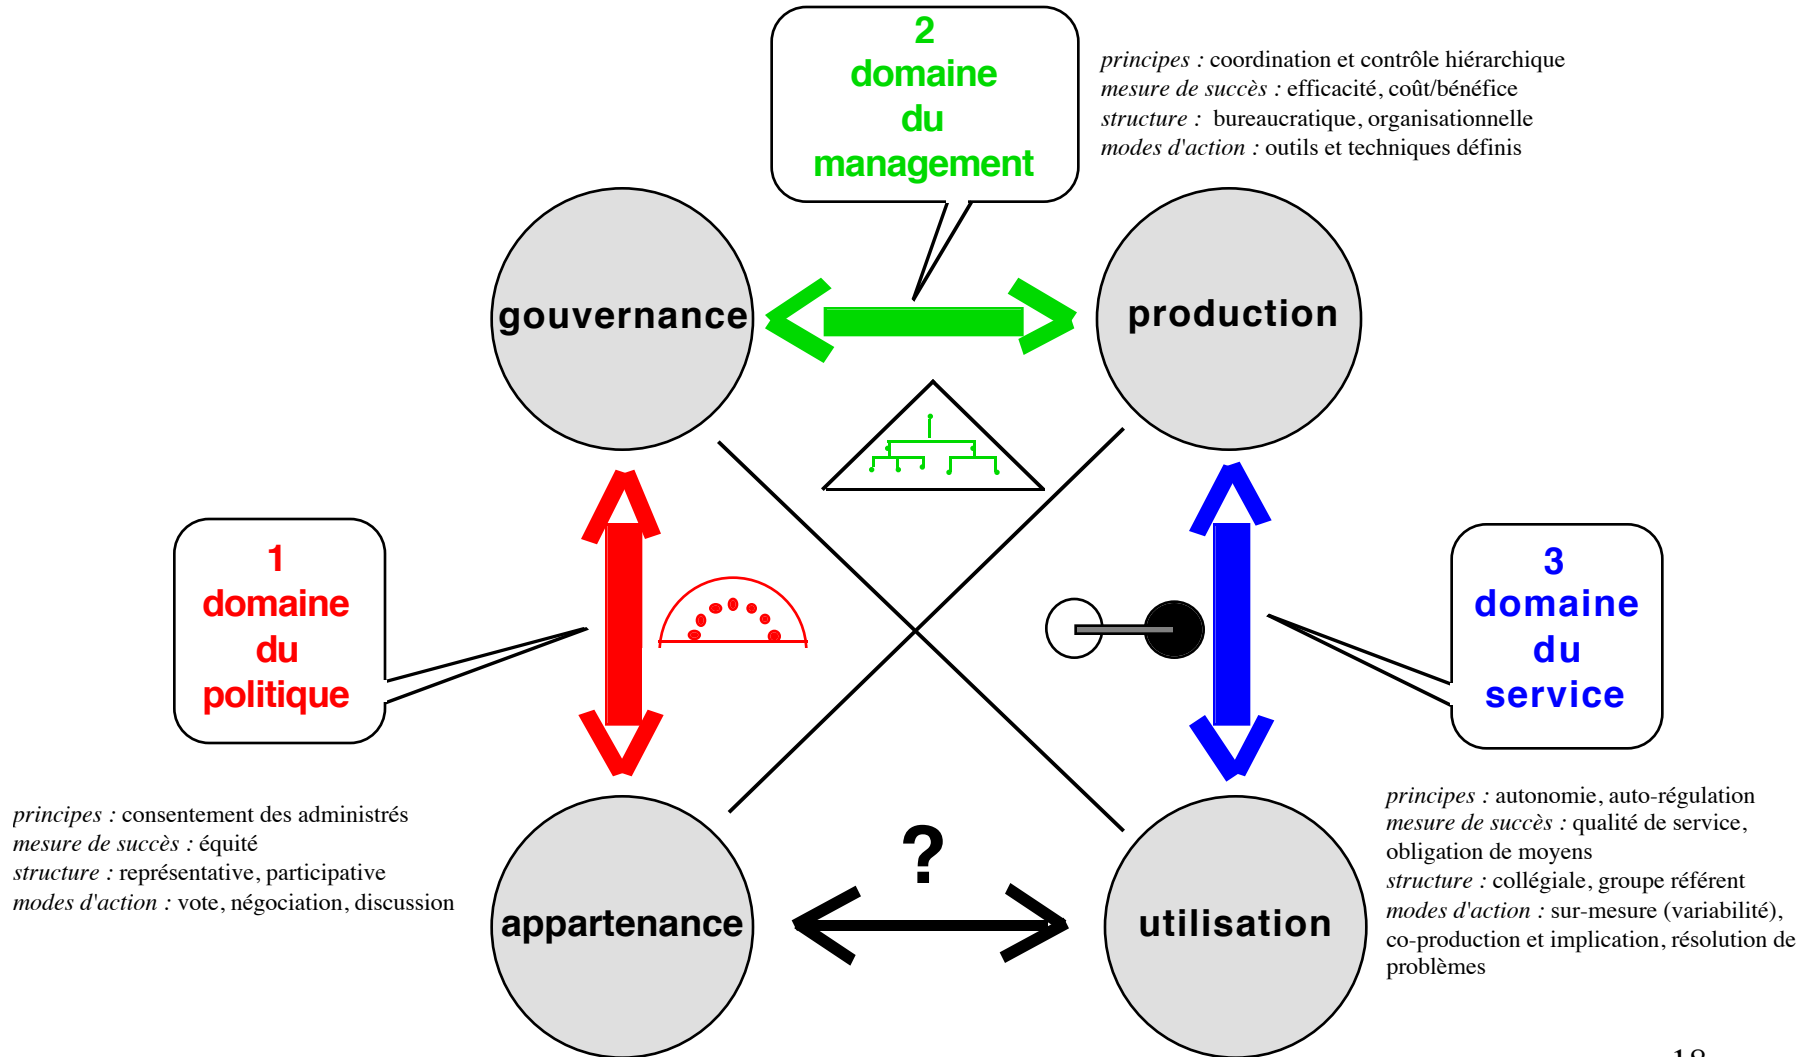 2
domaine
du
management
principes : coordination et contrôle hiérarchique
mesure de succès : efficacité, coût/bénéfice
structure :  bureaucratique, organisationnelle
modes d'action : outils et techniques définis
gouvernance
production
1
domaine
du
politique
3
domaine
du
service
principes : consentement des administrés
mesure de succès : équité
structure : représentative, participative
modes d'action : vote, négociation, discussion
principes : autonomie, auto-régulation
mesure de succès : qualité de service,
obligation de moyens
structure : collégiale, groupe référent
modes d'action : sur-mesure (variabilité),
co-production et implication, résolution de
problèmes
?
appartenance
utilisation
18